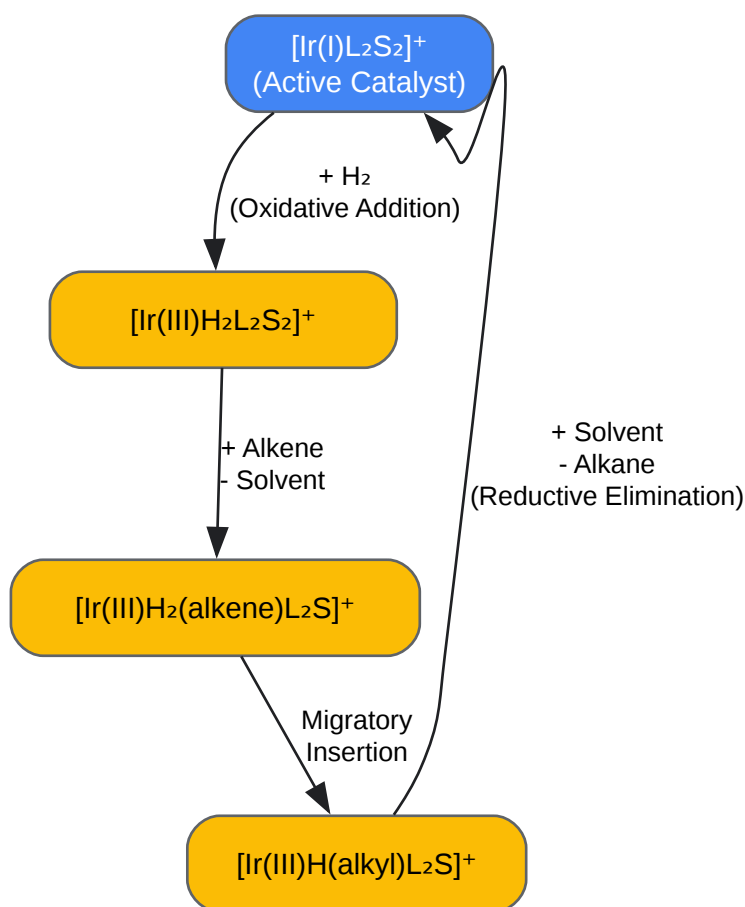 [Ir(I)L₂S₂]⁺
(Active Catalyst)
+ H₂
(Oxidative Addition)
[Ir(III)H₂L₂S₂]⁺
+ Alkene
- Solvent
+ Solvent
- Alkane
(Reductive Elimination)
[Ir(III)H₂(alkene)L₂S]⁺
Migratory
Insertion
[Ir(III)H(alkyl)L₂S]⁺